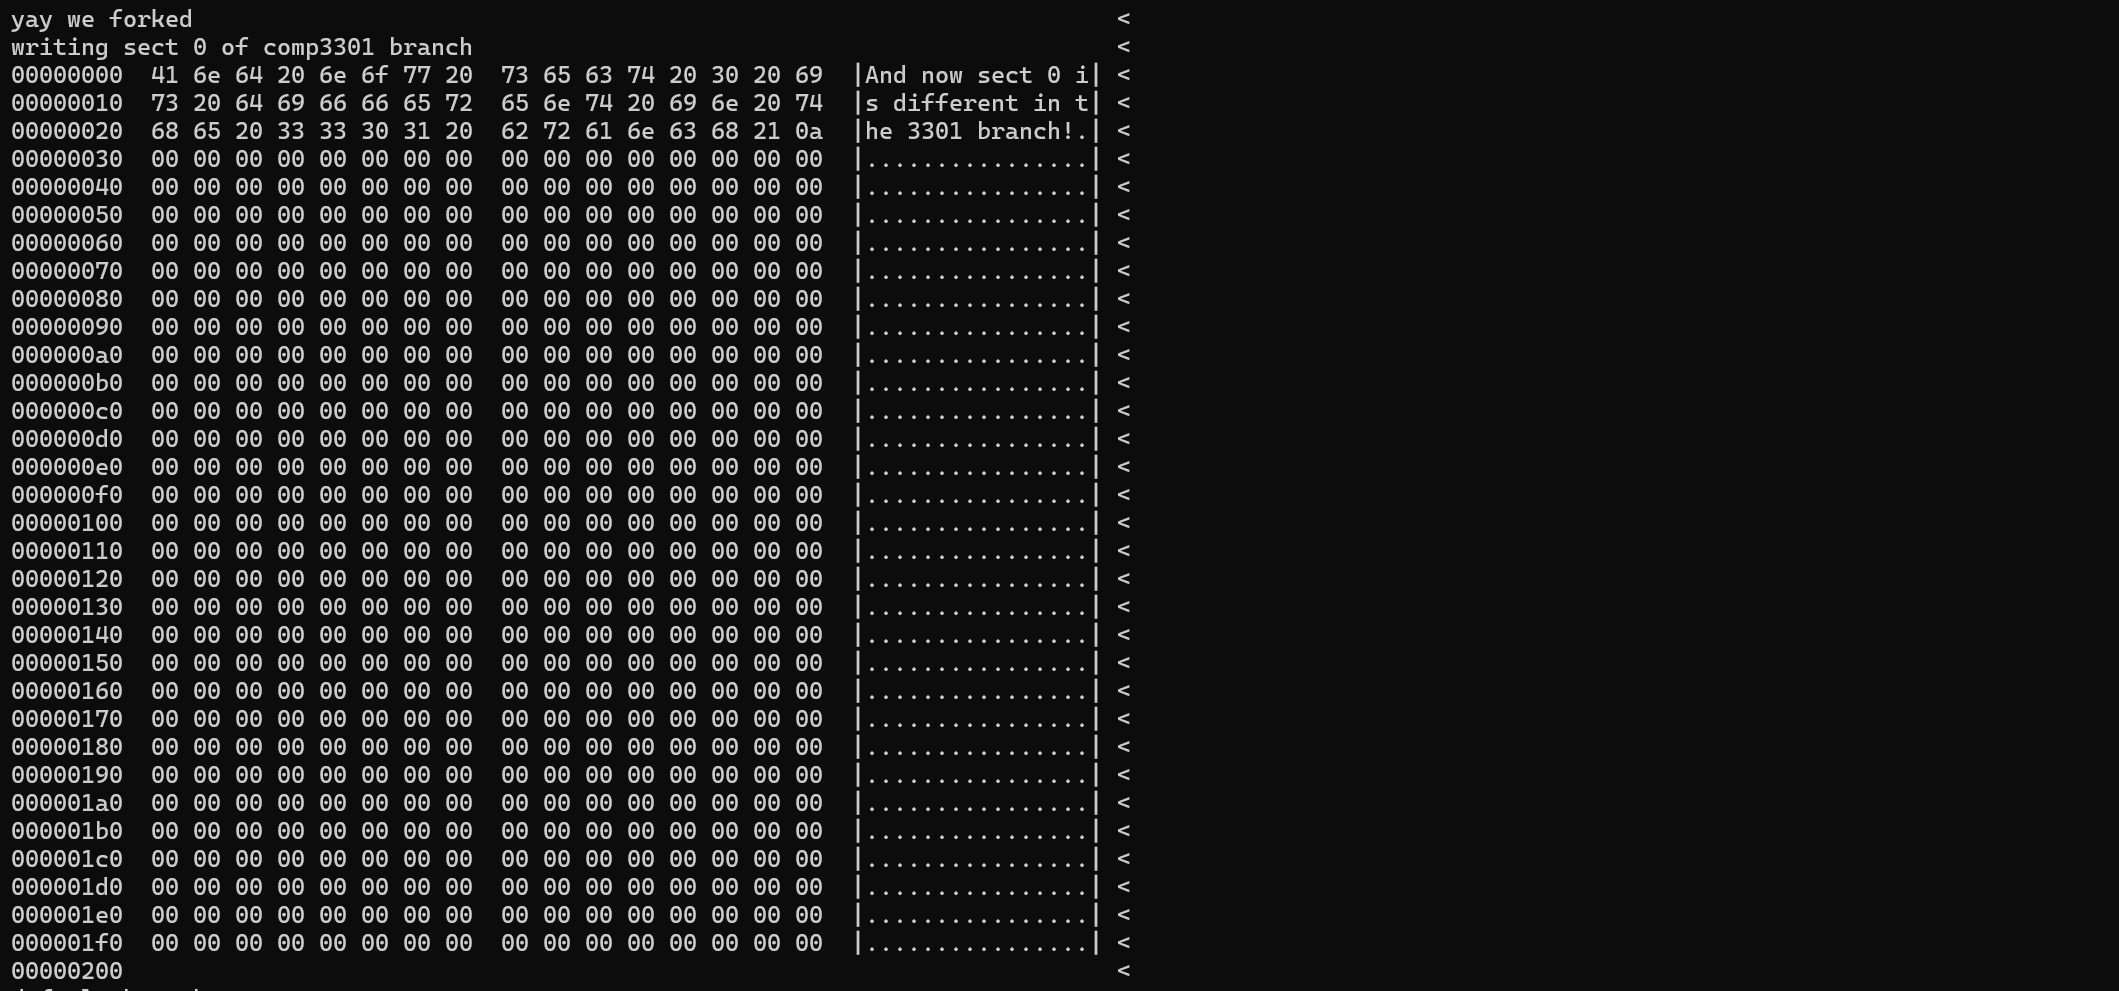 yay we forked <
writing sect 0 of comp3301 branch <
00000000  41 6e 64 20 6e 6f 77 20  73 65 63 74 20 30 20 69  |And now sect 0 i| <
00000010  73 20 64 69 66 66 65 72  65 6e 74 20 69 6e 20 74  |s different in t| <
00000020  68 65 20 33 33 30 31 20  62 72 61 6e 63 68 21 0a  |he 3301 branch!.| <
00000030  00 00 00 00 00 00 00 00  00 00 00 00 00 00 00 00  |................| <
00000040  00 00 00 00 00 00 00 00  00 00 00 00 00 00 00 00  |................| <
00000050  00 00 00 00 00 00 00 00  00 00 00 00 00 00 00 00  |................| <
00000060  00 00 00 00 00 00 00 00  00 00 00 00 00 00 00 00  |................| <
00000070  00 00 00 00 00 00 00 00  00 00 00 00 00 00 00 00  |................| <
00000080  00 00 00 00 00 00 00 00  00 00 00 00 00 00 00 00  |................| <
00000090  00 00 00 00 00 00 00 00  00 00 00 00 00 00 00 00  |................| <
000000a0  00 00 00 00 00 00 00 00  00 00 00 00 00 00 00 00  |................| <
000000b0  00 00 00 00 00 00 00 00  00 00 00 00 00 00 00 00  |................| <
000000c0  00 00 00 00 00 00 00 00  00 00 00 00 00 00 00 00  |................| <
000000d0  00 00 00 00 00 00 00 00  00 00 00 00 00 00 00 00  |................| <
000000e0  00 00 00 00 00 00 00 00  00 00 00 00 00 00 00 00  |................| <
000000f0  00 00 00 00 00 00 00 00  00 00 00 00 00 00 00 00  |................| <
00000100  00 00 00 00 00 00 00 00  00 00 00 00 00 00 00 00  |................| <
00000110  00 00 00 00 00 00 00 00  00 00 00 00 00 00 00 00  |................| <
00000120  00 00 00 00 00 00 00 00  00 00 00 00 00 00 00 00  |................| <
00000130  00 00 00 00 00 00 00 00  00 00 00 00 00 00 00 00  |................| <
00000140  00 00 00 00 00 00 00 00  00 00 00 00 00 00 00 00  |................| <
00000150  00 00 00 00 00 00 00 00  00 00 00 00 00 00 00 00  |................| <
00000160  00 00 00 00 00 00 00 00  00 00 00 00 00 00 00 00  |................| <
00000170  00 00 00 00 00 00 00 00  00 00 00 00 00 00 00 00  |................| <
00000180  00 00 00 00 00 00 00 00  00 00 00 00 00 00 00 00  |................| <
00000190  00 00 00 00 00 00 00 00  00 00 00 00 00 00 00 00  |................| <
000001a0  00 00 00 00 00 00 00 00  00 00 00 00 00 00 00 00  |................| <
000001b0  00 00 00 00 00 00 00 00  00 00 00 00 00 00 00 00  |................| <
000001c0  00 00 00 00 00 00 00 00  00 00 00 00 00 00 00 00  |................| <
000001d0  00 00 00 00 00 00 00 00  00 00 00 00 00 00 00 00  |................| <
000001e0  00 00 00 00 00 00 00 00  00 00 00 00 00 00 00 00  |................| <
000001f0  00 00 00 00 00 00 00 00  00 00 00 00 00 00 00 00  |................| <
00000200 <